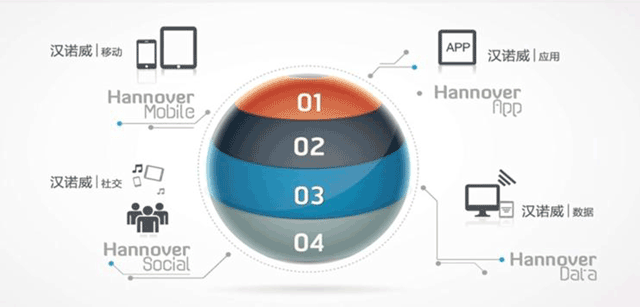 汉诺威|移动
Hannover
Mobile
APP
汉诺威|应用
Hannover
App
01
02
03
04
汉诺威|社交
Hannover
Social
汉诺威|数据
Hannover
Data